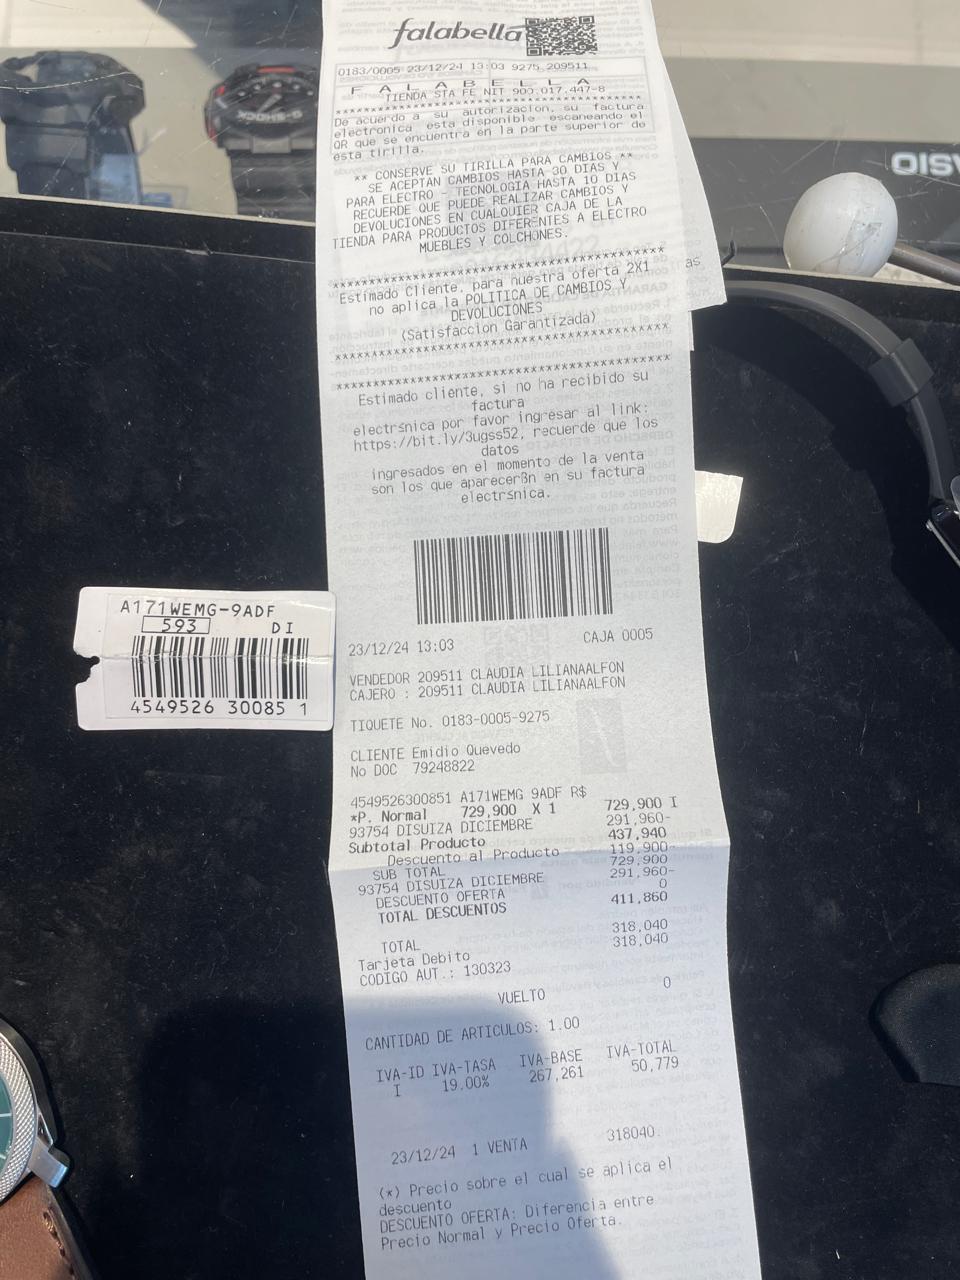 falabella
0183/0005 23/12/24 13:03 9275 209511
F A L A B E L L A
TIENDA STA FE NIT 900.017.447-8
****************************************
De acuerdo a su autorizacion, su factura
electronica esta disponible escaneando el
QR que se encuentra en la parte superior de
esta tirilla.
** CONSERVE SU TIRILLA PARA CAMBIOS **
SE ACEPTAN CAMBIOS HASTA 30 DIAS Y
PARA ELECTRO - TECNOLOGIA HASTA 10 DIAS
RECUERDE QUE PUEDE REALIZAR CAMBIOS Y
DEVOLUCIONES EN CUALQUIER CAJA DE LA
TIENDA PARA PRODUCTOS DIFERENTES A ELECTRO
MUEBLES Y COLCHONES.
****************************************
Estimado Cliente, para nuestra oferta 2X1
no aplica la POLITICA DE CAMBIOS Y
DEVOLUCIONES
(Satisfaccion Garantizada)
****************************************
****************************************
Estimado cliente, si no ha recibido su
factura
electrsnica por favor ingresar al link:
https://bit.ly/3ugss52, recuerde que los
datos
ingresados en el momento de la venta
son los que aparecerßn en su factura
electrsnica.
23/12/24 13:03 CAJA 0005
VENDEDOR 209511 CLAUDIA LILIANAALFON
CAJERO : 209511 CLAUDIA LILIANAALFON
TIQUETE No. 0183-0005-9275
CLIENTE Emidio Quevedo
No DOC 79248822
4549526300851 A171WEMG 9ADF R$
*P. Normal 729,900 X 1 729,900 I
93754 DISUIZA DICIEMBRE 291,960-
Subtotal Producto 437,940
Descuento al Producto 119,900-
SUB TOTAL 729,900
93754 DISUIZA DICIEMBRE 291,960-
DESCUENTO OFERTA 0
TOTAL DESCUENTOS 411,860
TOTAL 318,040
Tarjeta Debito 318,040
CODIGO AUT.: 130323
VUELTO 0
CANTIDAD DE ARTICULOS: 1.00
IVA-ID IVA-TASA IVA-BASE IVA-TOTAL
I 19.00% 267,261 50,779
23/12/24 1 VENTA 318040.
(*) Precio sobre el cual se aplica el
descuento
DESCUENTO OFERTA: Diferencia entre
Precio Normal y Precio Oferta.
A171WEMG-9ADF
593 DI
4549526 30085 1
G-SHOCK
CASIO
as